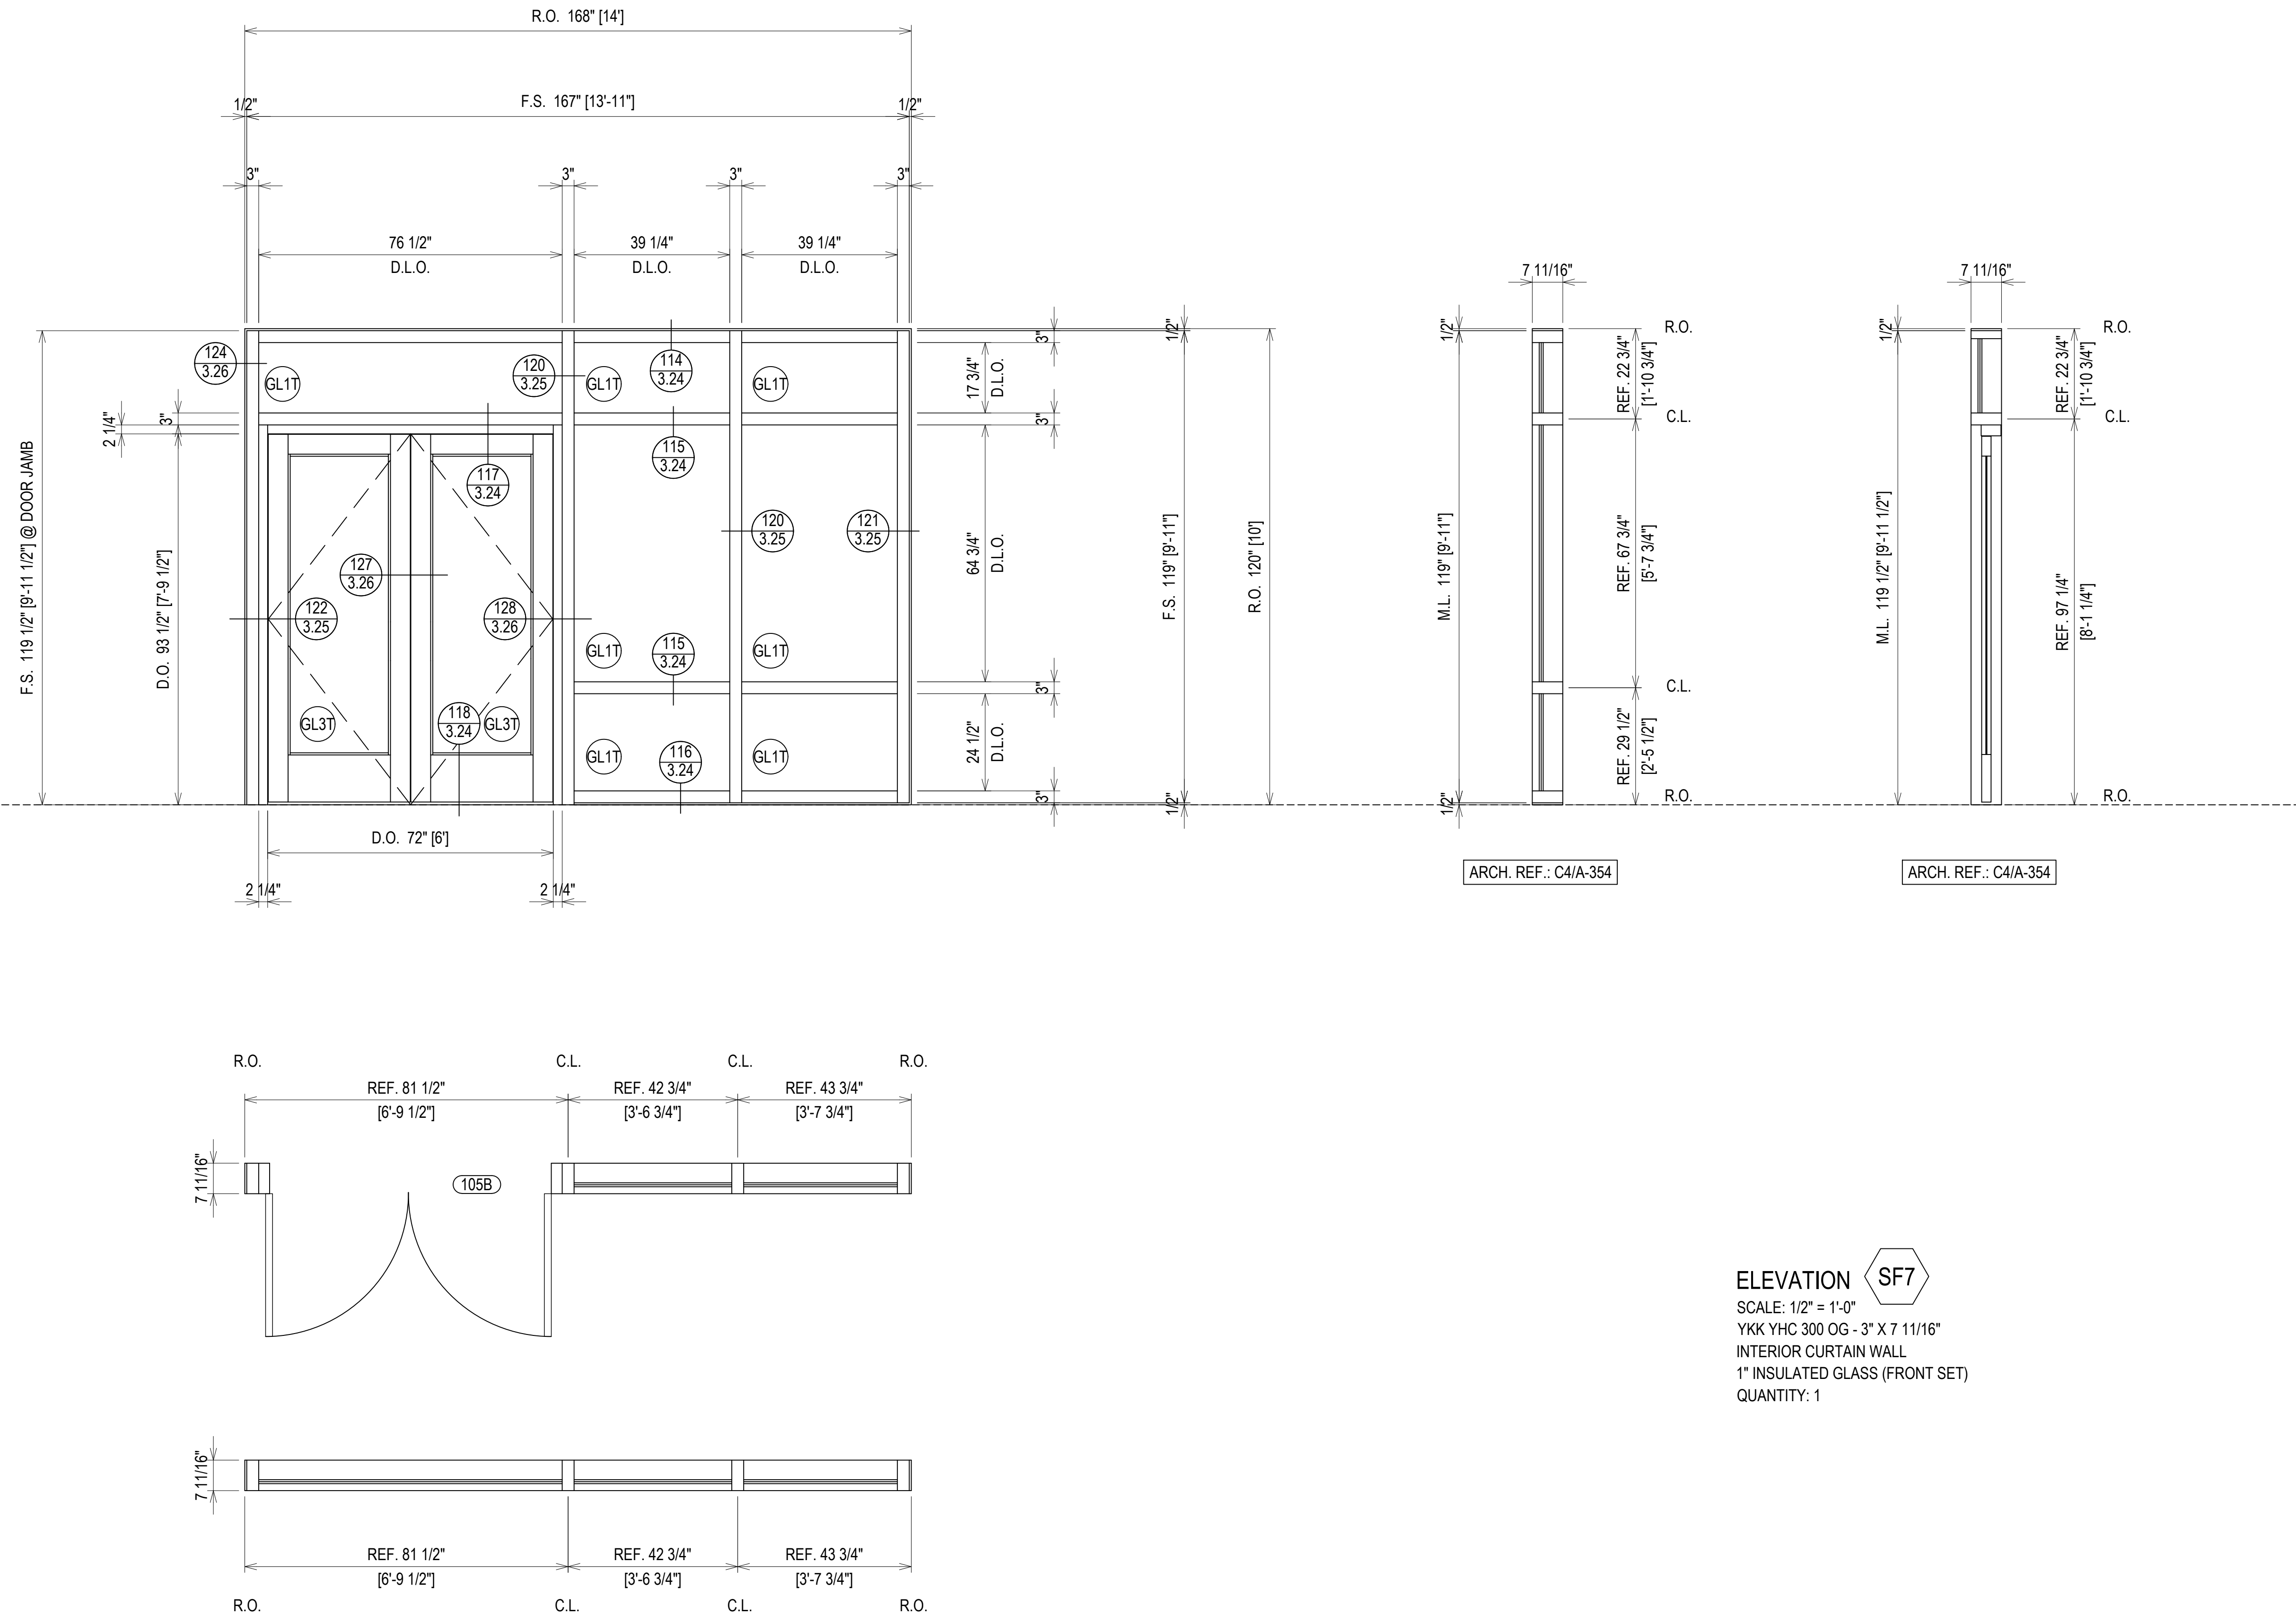 R.O. 168" [14']
1/2"
F.S. 167" [13'-11"]
1/2"
3"
3"
3"
3"
76 1/2"
D.L.O.
39 1/4"
D.L.O.
39 1/4"
D.L.O.
124
3.26
GL1T
120
3.25
GL1T
114
3.24
GL1T
2 1/4"
3"
117
3.24
115
3.24
127
3.26
122
3.25
128
3.26
120
3.25
121
3.25
GL1T
115
3.24
GL1T
GL3T
118
3.24
GL3T
GL1T
116
3.24
GL1T
F.S. 119 1/2" [9'-11 1/2"] @ DOOR JAMB
D.O. 93 1/2" [7'-9 1/2"]
D.O. 72" [6']
2 1/4"
2 1/4"
3"
17 3/4"
D.L.O.
3"
64 3/4"
D.L.O.
3"
24 1/2"
D.L.O.
3"
1/2"
F.S. 119" [9'-11"]
1/2"
R.O. 120" [10']
7 11/16"
1/2"
M.L. 119" [9'-11"]
1/2"
R.O.
REF. 22 3/4"
[1'-10 3/4"]
C.L.
REF. 67 3/4"
[5'-7 3/4"]
C.L.
REF. 29 1/2"
[2'-5 1/2"]
R.O.
ARCH. REF.: C4/A-354
7 11/16"
1/2"
M.L. 119 1/2" [9'-11 1/2"]
R.O.
REF. 22 3/4"
[1'-10 3/4"]
C.L.
REF. 97 1/4"
[8'-1 1/4"]
R.O.
ARCH. REF.: C4/A-354
R.O.
C.L.
C.L.
R.O.
REF. 81 1/2"
[6'-9 1/2"]
REF. 42 3/4"
[3'-6 3/4"]
REF. 43 3/4"
[3'-7 3/4"]
7 11/16"
105B
7 11/16"
REF. 81 1/2"
[6'-9 1/2"]
REF. 42 3/4"
[3'-6 3/4"]
REF. 43 3/4"
[3'-7 3/4"]
R.O.
C.L.
C.L.
R.O.
ELEVATION SF7
SCALE: 1/2" = 1'-0"
YKK YHC 300 OG - 3" X 7 11/16"
INTERIOR CURTAIN WALL
1" INSULATED GLASS (FRONT SET)
QUANTITY: 1